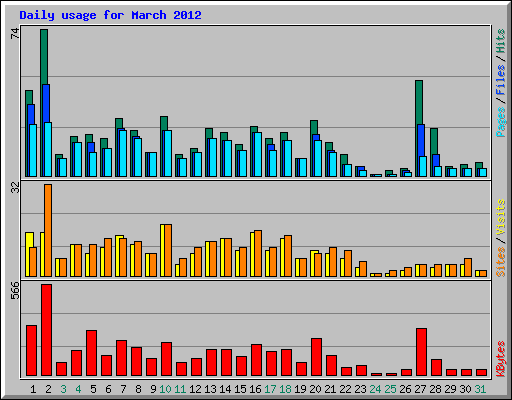 Daily usage for March 2012
74
Pages / Files / Hits
32
Sites / Visits
566
KBytes
1 2 3 4 5 6 7 8 9 10 11 12 13 14 15 16 17 18 19 20 21 22 23 24 25 26 27 28 29 30 31